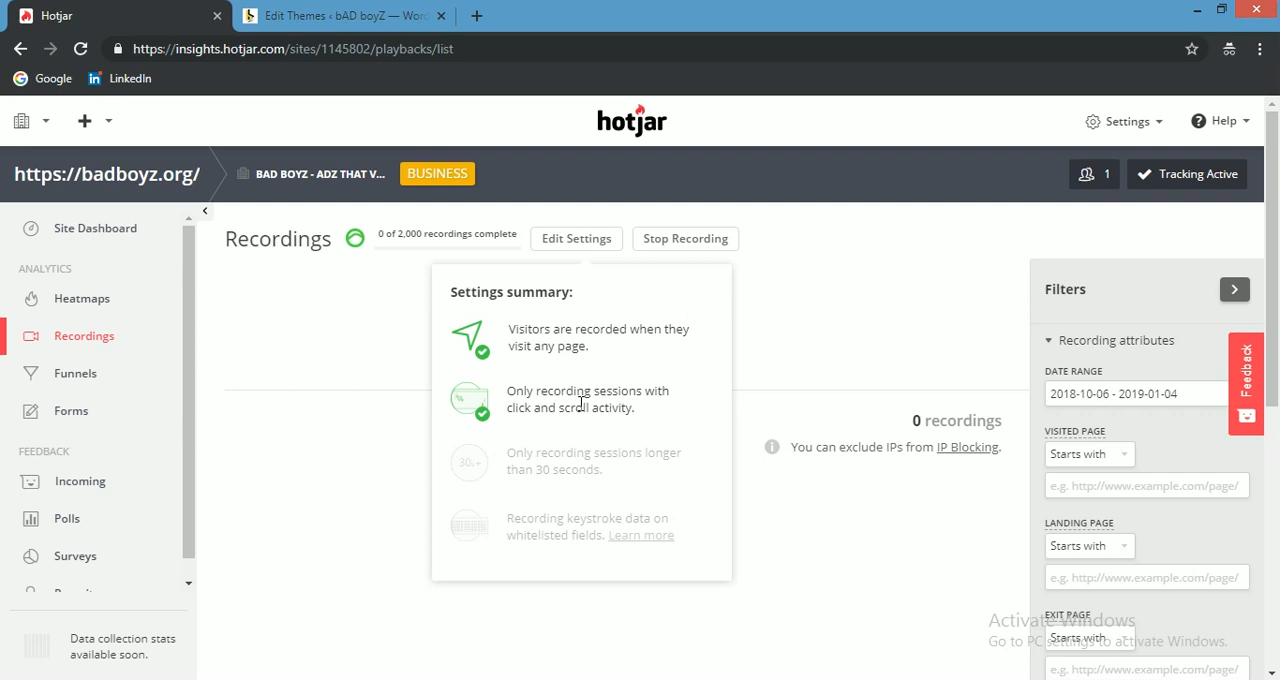 Hotjar
Edit Themes ‹ bAD boyZ — Word
https://insights.hotjar.com/sites/1145802/playbacks/list
Google
LinkedIn
hotjar
Settings
Help
https://badboyz.org/
BAD BOYZ - ADZ THAT V...
BUSINESS
1
Tracking Active
Site Dashboard
ANALYTICS
Heatmaps
Recordings
Funnels
Forms
FEEDBACK
Incoming
Polls
Surveys
Data collection stats
available soon.
Recordings
0 of 2,000 recordings complete
Edit Settings
Stop Recording
Settings summary:
Visitors are recorded when they
visit any page.
Only recording sessions with
click and scroll activity.
30s+
Only recording sessions longer
than 30 seconds.
Recording keystroke data on
whitelisted fields. Learn more
0 recordings
You can exclude IPs from IP Blocking.
Filters
Recording attributes
DATE RANGE
2018-10-06 - 2019-01-04
VISITED PAGE
Starts with
e.g. http://www.example.com/page/
LANDING PAGE
Starts with
e.g. http://www.example.com/page/
EXIT PAGE
Starts with
e.g. http://www.example.com/page/
Feedback
Activate Windows
Go to PC settings to activate Windows.